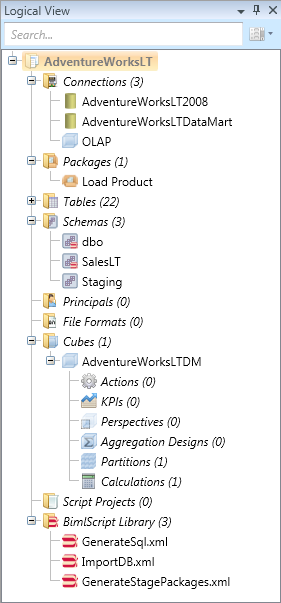 Logical View
Search...
AdventureWorksLT
Connections (3)
AdventureWorksLT2008
AdventureWorksLTDataMart
OLAP
Packages (1)
Load Product
Tables (22)
Schemas (3)
dbo
SalesLT
Staging
Principals (0)
File Formats (0)
Cubes (1)
AdventureWorksLTDM
Actions (0)
KPIs (0)
Perspectives (0)
Aggregation Designs (0)
Partitions (1)
Calculations (1)
Script Projects (0)
BimlScript Library (3)
GenerateSql.xml
ImportDB.xml
GenerateStagePackages.xml